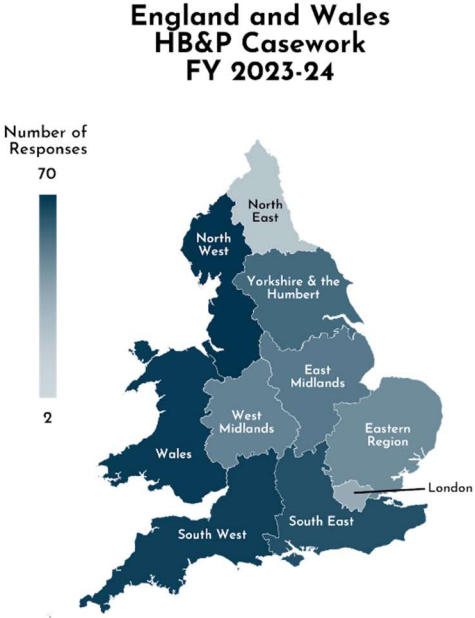 England and Wales
HB&P Casework
FY 2023-24
Number of
Responses
70
2
North
East
North
West
Yorkshire & the
Humbert
East
Midlands
West
Midlands
Eastern
Region
Wales
London
South East
South West